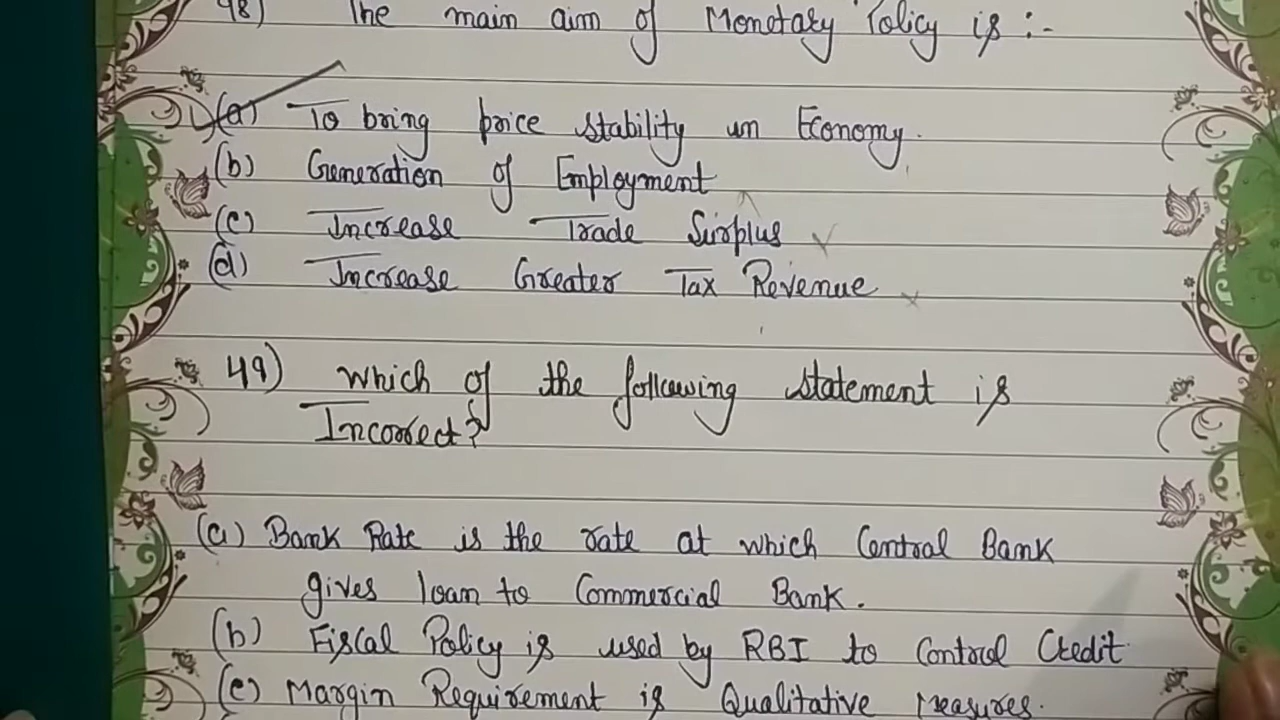 48) The main aim of Monetary Policy is :-
(a) To bring price stability in Economy.
(b) Generation of Employment
(c) Increase Trade Surplus
(d) Increase Greater Tax Revenue
49) Which of the following statement is
Incorrect?
(a) Bank Rate is the rate at which Central Bank
gives loan to Commercial Bank.
(b) Fiscal Policy is used by RBI to Control Credit.
(c) Margin Requirement is Qualitative Measures.